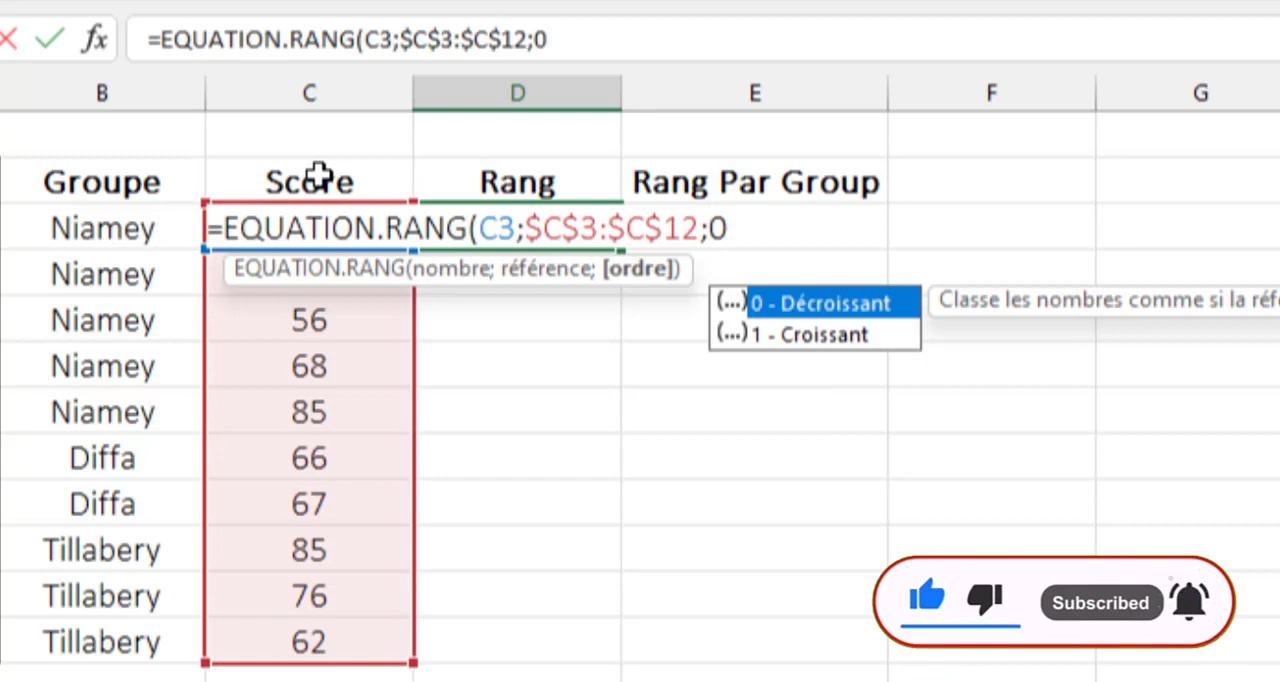 fx =EQUATION.RANG(C3;$C$3:$C$12;0
B C D E F G
Groupe Score Rang Rang Par Group
Niamey =EQUATION.RANG(C3;$C$3:$C$12;0
Niamey EQUATION.RANG(nombre; référence; [ordre])
(...) 0 - Décroissant Classe les nombres comme si la réfé
Niamey 56
(...) 1 - Croissant
Niamey 68
Niamey 85
Diffa 66
Diffa 67
Tillabery 85
Tillabery 76
Subscribed
Tillabery 62